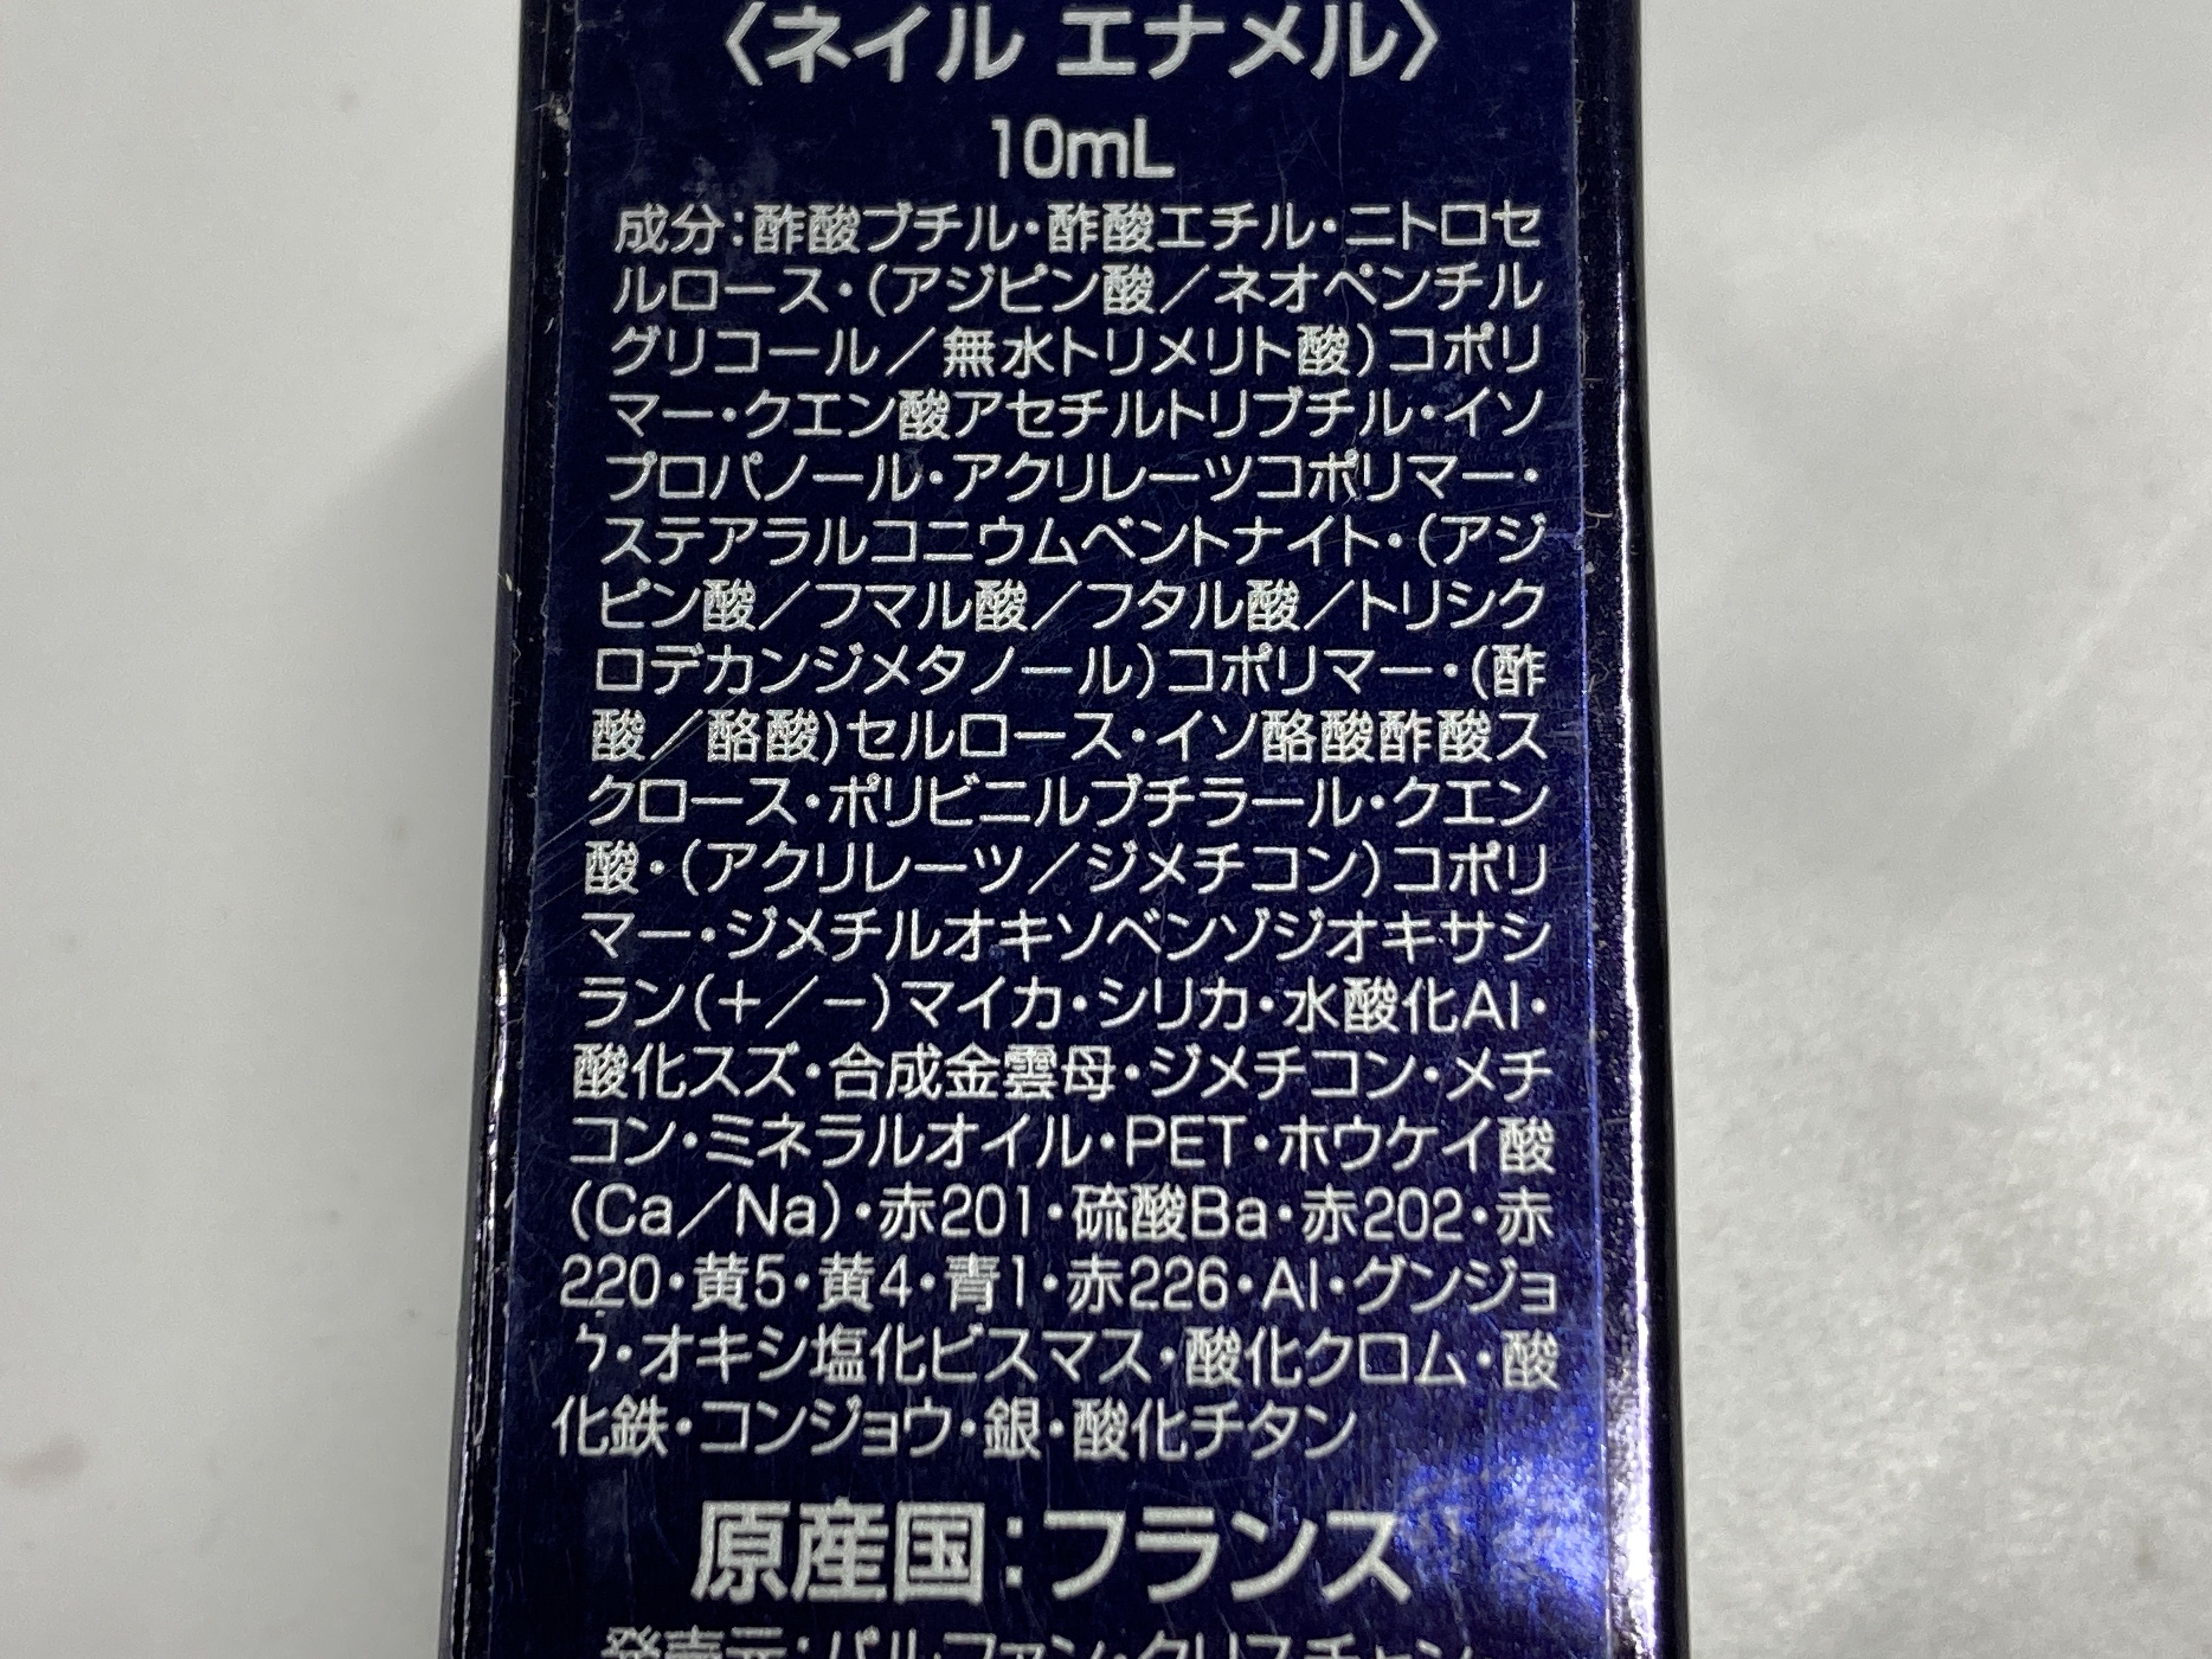 〈ネイル エナメル〉
10mL
成分:酢酸ブチル・酢酸エチル・ニトロセ
ルロース・(アジピン酸/ネオペンチル
グリコール/無水トリメリト酸)コポリ
マー・クエン酸アセチルトリブチル・イソ
プロパノール・アクリレーツコポリマー・
ステアラルコニウムベントナイト・(アジ
ピン酸/フマル酸/フタル酸/トリシク
ロデカンジメタノール)コポリマー・(酢
酸/酪酸)セルロース・イソ酪酸酢酸ス
クロース・ポリビニルブチラール・クエン
酸・(アクリレーツ/ジメチコン)コポリ
マー・ジメチルオキソベンゾジオキサシ
ラン(+/−)マイカ・シリカ・水酸化Al・
酸化スズ・合成金雲母・ジメチコン・メチ
コン・ミネラルオイル・PET・ホウケイ酸
(Ca/Na)・赤201・硫酸Ba・赤202・赤
220・黄5・黄4・青1・赤226・Al・グンジョ
ウ・オキシ塩化ビスマス・酸化クロム・酸
化鉄・コンジョウ・銀・酸化チタン
原産国:フランス
発売元:パルファン・クリスチャン